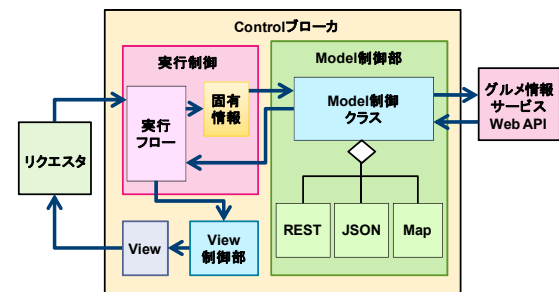 Controlブローカ
実行制御
Model制御部
固有
情報
実行
フロー
Model制御
クラス
グルメ情報
サービス
Web API
リクエスタ
REST
JSON
Map
View
View
制御部